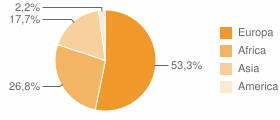 2,2%
17,7%
26,8%
53,3%
Europa
Africa
Asia
America